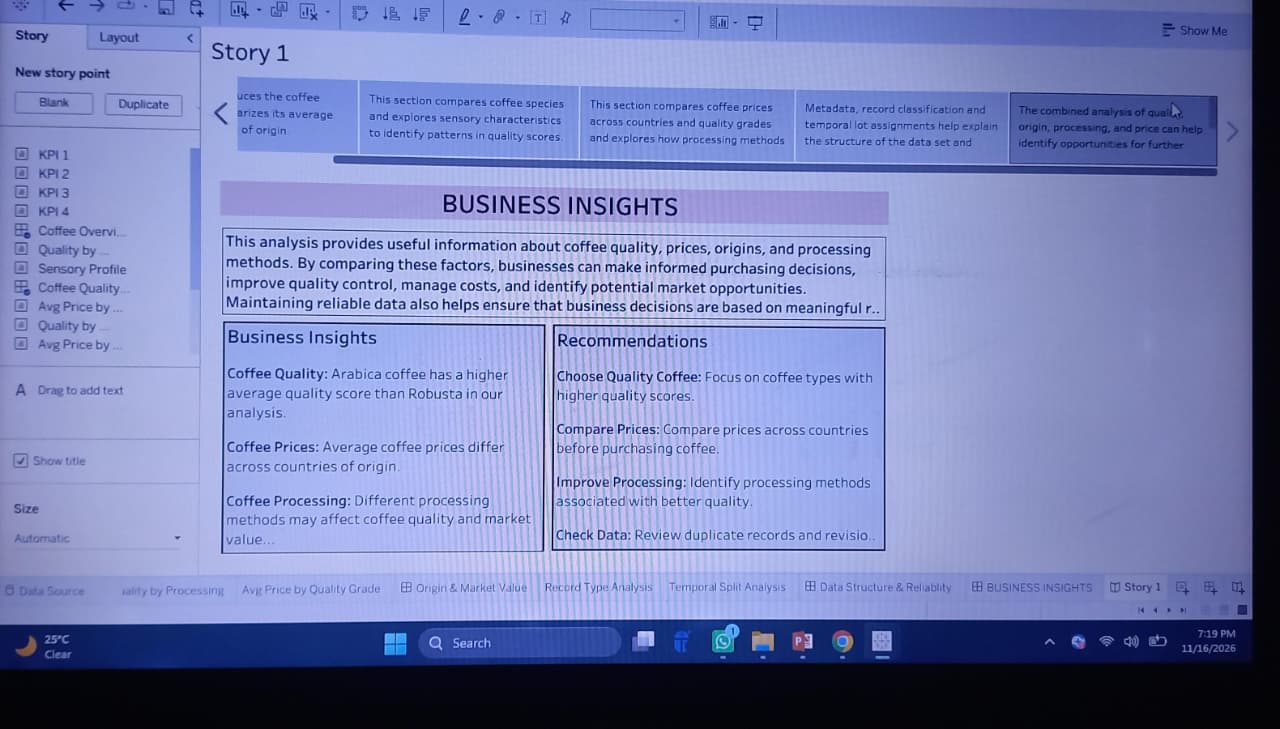 Story
Layout
Show Me
Story 1
New story point
Blank
Duplicate
uces the coffee
arizes its average
of origin.
This section compares coffee species
and explores sensory characteristics
to identify patterns in quality scores.
This section compares coffee prices
across countries and quality grades
and explores how processing methods
Metadata, record classification and
temporal lot assignments help explain
the structure of the data set and
The combined analysis of
origin, processing, and price can help
identify opportunities for further
KPI 1
KPI 2
KPI 3
KPI 4
Coffee Overvi...
Quality by ...
Sensory Profile
Coffee Quality...
Avg Price by ...
Quality by ...
Avg Price by ...
A Drag to add text
Show title
Size
Automatic
BUSINESS INSIGHTS
This analysis provides useful information about coffee quality, prices, origins, and processing
methods. By comparing these factors, businesses can make informed purchasing decisions,
improve quality control, manage costs, and identify potential market opportunities.
Maintaining reliable data also helps ensure that business decisions are based on meaningful r..
Business Insights
Coffee Quality: Arabica coffee has a higher
average quality score than Robusta in our
analysis.
Coffee Prices: Average coffee prices differ
across countries of origin.
Coffee Processing: Different processing
methods may affect coffee quality and market
value...
Recommendations
Choose Quality Coffee: Focus on coffee types with
higher quality scores.
Compare Prices: Compare prices across countries
before purchasing coffee.
Improve Processing: Identify processing methods
associated with better quality.
Check Data: Review duplicate records and revisio..
Data Source
uality by Processing
Avg Price by Quality Grade
Origin & Market Value
Record Type Analysis
Temporal Split Analysis
Data Structure & Reliablity
BUSINESS INSIGHTS
Story 1
25°C
Clear
Search
1
7:19 PM
11/16/2026